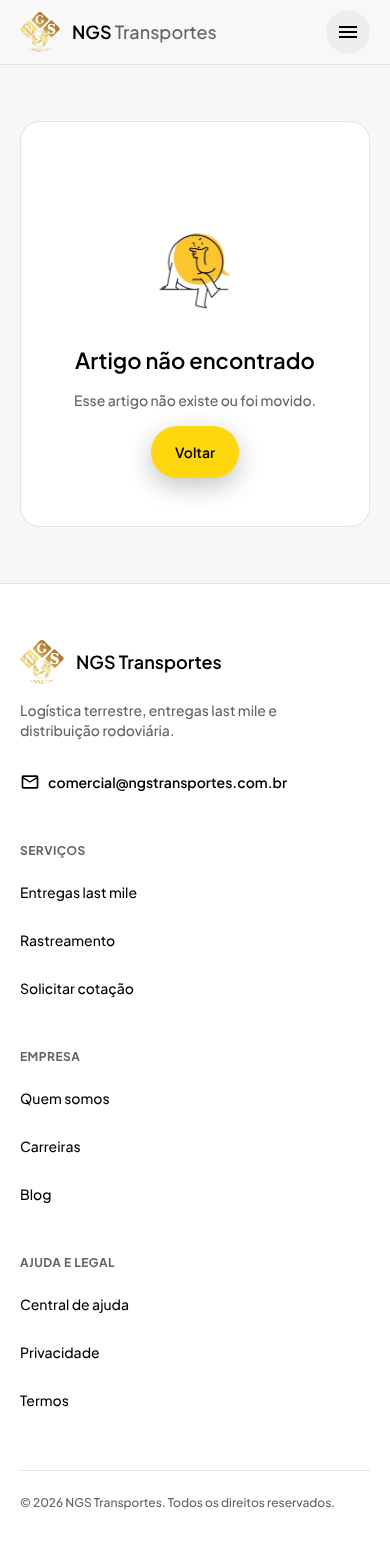 NGS
NGS Transportes
Artigo não encontrado
Esse artigo não existe ou foi movido.
Voltar
NGS
NGS Transportes
Logística terrestre, entregas last mile e
distribuição rodoviária.
comercial@ngstransportes.com.br
SERVIÇOS
Entregas last mile
Rastreamento
Solicitar cotação
EMPRESA
Quem somos
Carreiras
Blog
AJUDA E LEGAL
Central de ajuda
Privacidade
Termos
© 2026 NGS Transportes. Todos os direitos reservados.